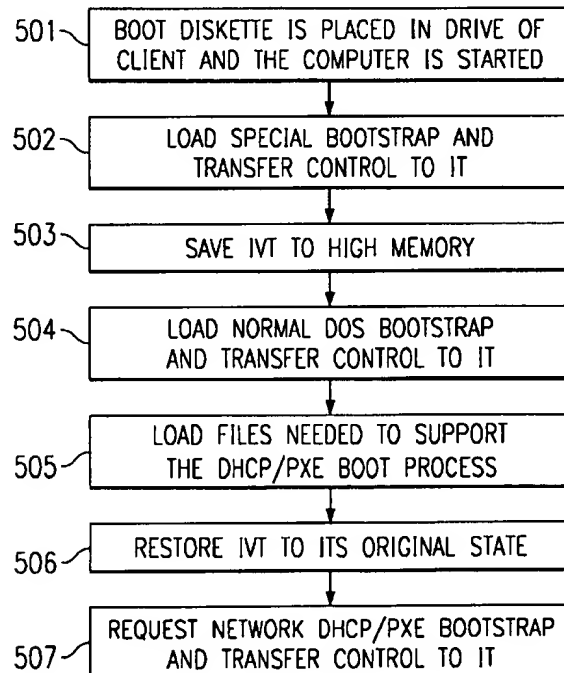 501
BOOT DISKETTE IS PLACED IN DRIVE OF
CLIENT AND THE COMPUTER IS STARTED
502
LOAD SPECIAL BOOTSTRAP AND
TRANSFER CONTROL TO IT
503
SAVE IVT TO HIGH MEMORY
504
LOAD NORMAL DOS BOOTSTRAP
AND TRANSFER CONTROL TO IT
505
LOAD FILES NEEDED TO SUPPORT
THE DHCP/PXE BOOT PROCESS
506
RESTORE IVT TO ITS ORIGINAL STATE
507
REQUEST NETWORK DHCP/PXE BOOTSTRAP
AND TRANSFER CONTROL TO IT